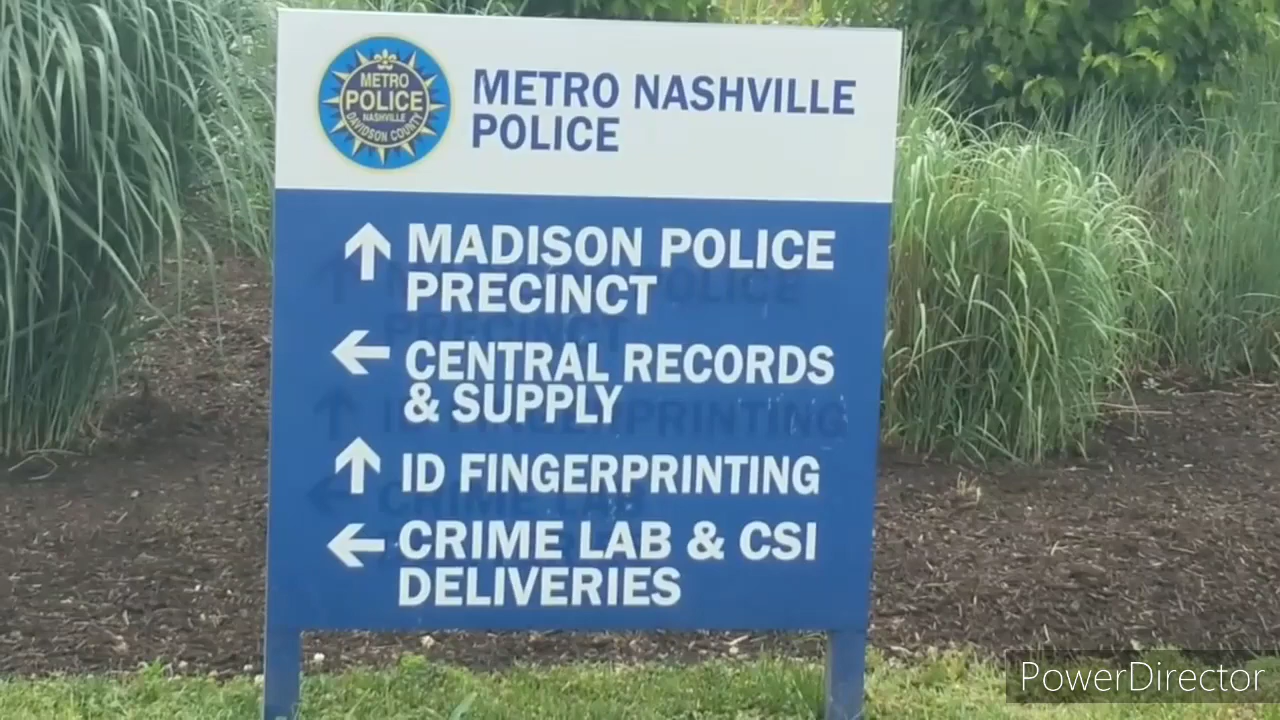 METRO
POLICE
NASHVILLE
DAVIDSON COUNTY
METRO NASHVILLE
POLICE
↑ MADISON POLICE
PRECINCT
← CENTRAL RECORDS
& SUPPLY
↑ ID FINGERPRINTING
← CRIME LAB & CSI
DELIVERIES
PowerDirector